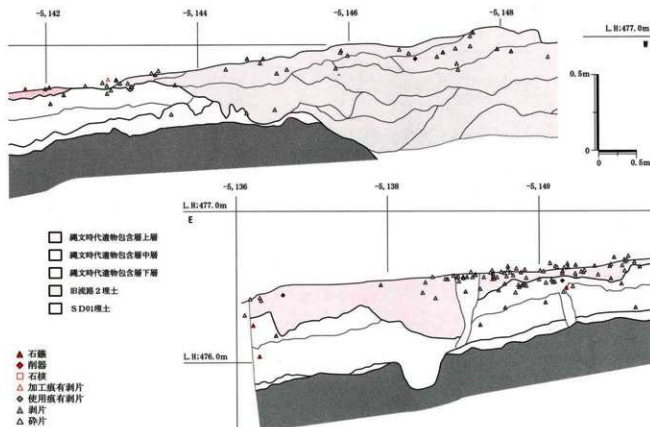 -5,142
-5,144
-5,146
-5,148
L.H;477.0m
W
0.5m
0
0
0.5m
-5,136
-5,138
-5,140
L.H;477.0m
E
縄文時代遺物包含層上層
縄文時代遺物包含層中層
縄文時代遺物包含層下層
旧流路2埋土
SD01埋土
L.H;476.0m
石鏃
削器
石核
加工痕有剥片
使用痕有剥片
剥片
砕片